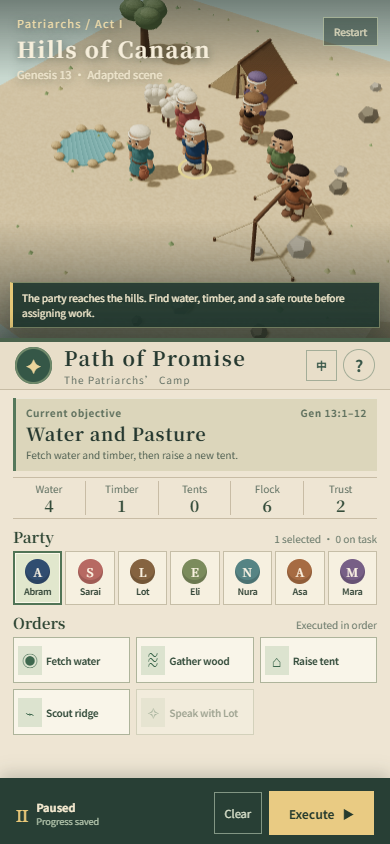 Patriarchs / Act I
Restart
Hills of Canaan
Genesis 13 • Adapted scene
The party reaches the hills. Find water, timber, and a safe route before
assigning work.
Path of Promise
The Patriarchs' Camp
中
?
Current objective
Gen 13:1–12
Water and Pasture
Fetch water and timber, then raise a new tent.
Water
Timber
Tents
Flock
Trust
4
1
0
6
2
Party
1 selected • 0 on task
A
S
L
E
N
A
M
Abram
Sarai
Lot
Eli
Nura
Asa
Mara
Orders
Executed in order
Fetch water
Gather wood
Raise tent
Scout ridge
Speak with Lot
Paused
Progress saved
Clear
Execute